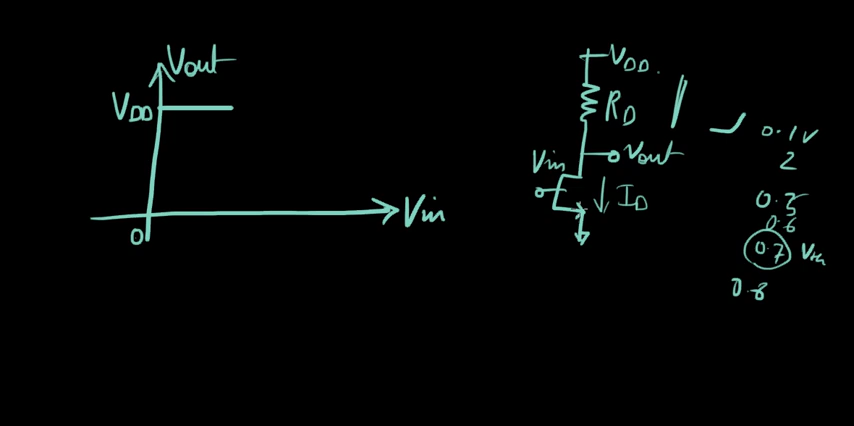 Vout
VDD
Vin
0
VDD.
RD
Vout
Vin
ID
0.1V
2
0.5
0.6
0.7 Vth
0.8